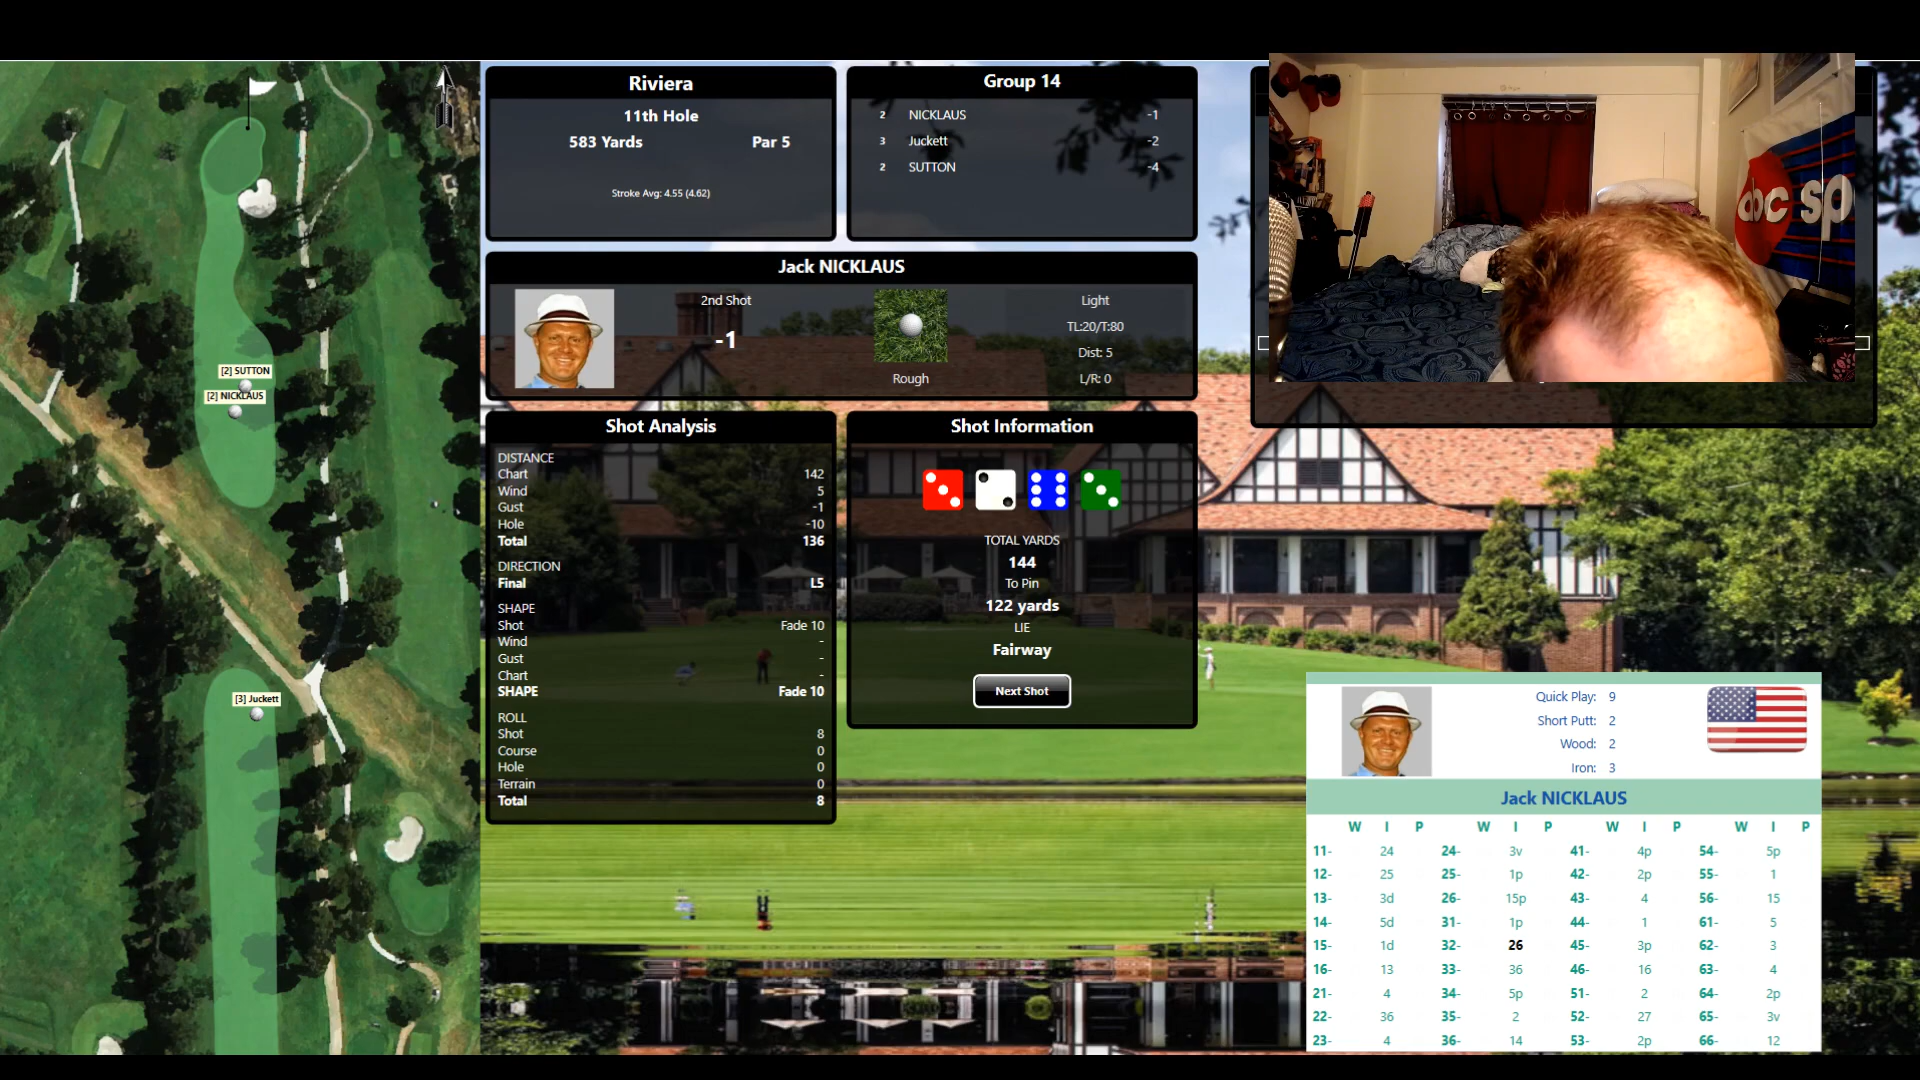 Riviera
11th Hole
583 Yards Par 5
Stroke Avg: 4.55 (4.62)
Group 14
2 NICKLAUS -1
3 Juckett -2
2 SUTTON -4
Jack NICKLAUS
2nd Shot
-1
Rough
Light
TL:20/T:80
Dist: 5
L/R: 0
[2] SUTTON
[2] NICKLAUS
[3] Juckett
Shot Analysis
DISTANCE
Chart 142
Wind 5
Gust -1
Hole -10
Total 136
DIRECTION
Final L5
SHAPE
Shot Fade 10
Wind -
Gust -
Chart -
SHAPE Fade 10
ROLL
Shot 8
Course 0
Hole 0
Terrain 0
Total 8
Shot Information
TOTAL YARDS
144
To Pin
122 yards
LIE
Fairway
Next Shot
abc sp
Quick Play: 9
Short Putt: 2
Wood: 2
Iron: 3
Jack NICKLAUS
W I P W I P W I P W I P
11- 24 24- 3v 41- 4p 54- 5p
12- 25 25- 1p 42- 2p 55- 1
13- 3d 26- 15p 43- 4 56- 15
14- 5d 31- 1p 44- 1 61- 5
15- 1d 32- 26 45- 3p 62- 3
16- 13 33- 36 46- 16 63- 4
21- 4 34- 5p 51- 2 64- 2p
22- 36 35- 2 52- 27 65- 3v
23- 4 36- 14 53- 2p 66- 12